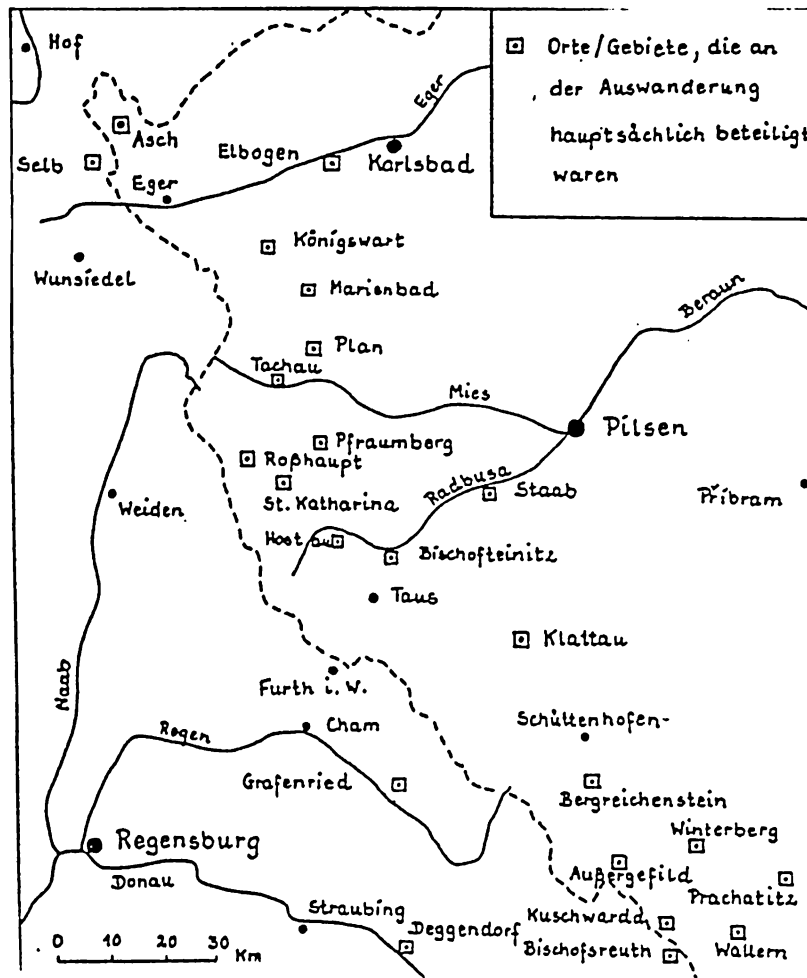 Hof
Orte/Gebiete, die an
der Auswanderung
hauptsächlich beteiligt
waren
Eger
Asch
Selb
Elbogen
Karlsbad
Eger
Königswart
Wunsiedel
Marienbad
Beraun
Plan
Tachau
Mies
Pilsen
Pfraumberg
Roßhaupt
Radbusa
Staab
Weiden
St. Katharina
Příbram
Hostau
Bischofteinitz
Taus
Klattau
Naab
Furth i. W.
Regen
Cham
Schüttenhofen-
Grafenried
Bergreichenstein
Winterberg
Regensburg
Außergefild
Donau
Prachatitz
Straubing
Kuschwarda
Deggendorf
Wallern
Bischofsreuth
0 10 20 30 Km